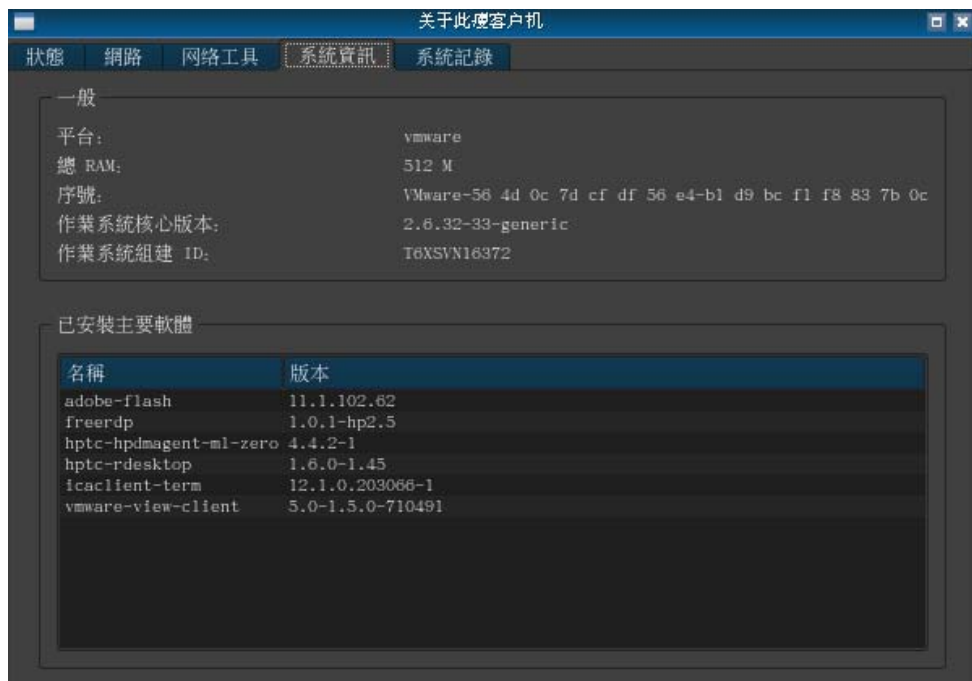 关于此瘦客户机
狀態 網路 网络工具 系統資訊 系統記錄
一般
平台: vmware
總 RAM: 512 M
序號: VMware-56 4d 0c 7d cf df 56 e4-b1 d9 bc f1 f8 83 7b 0c
作業系統核心版本: 2.6.32-33-generic
作業系統組建 ID: T6XSVN16372
已安裝主要軟體
名稱 版本
adobe-flash 11.1.102.62
freerdp 1.0.1-hp2.5
hptc-hpdmagent-ml-zero 4.4.2-1
hptc-rdesktop 1.6.0-1.45
icaclient-term 12.1.0.203066-1
vmware-view-client 5.0-1.5.0-710491